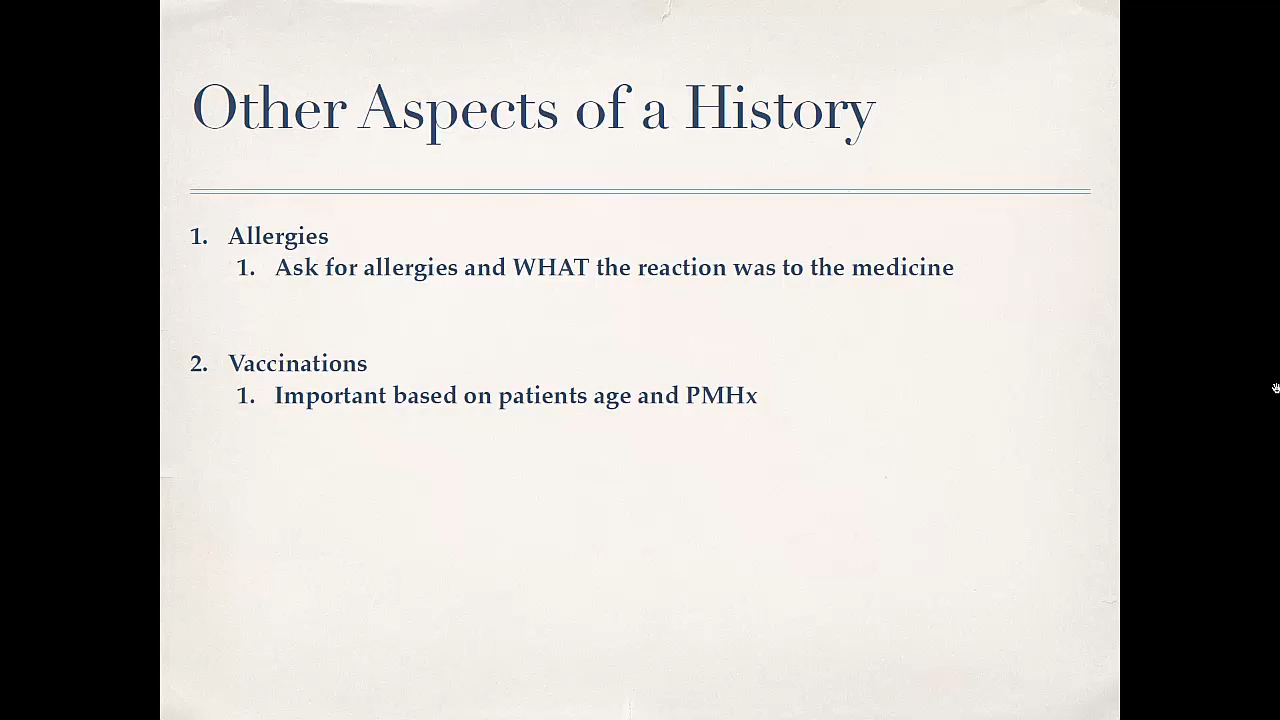 Other Aspects of a History
1. Allergies
1. Ask for allergies and WHAT the reaction was to the medicine
2. Vaccinations
1. Important based on patients age and PMHx